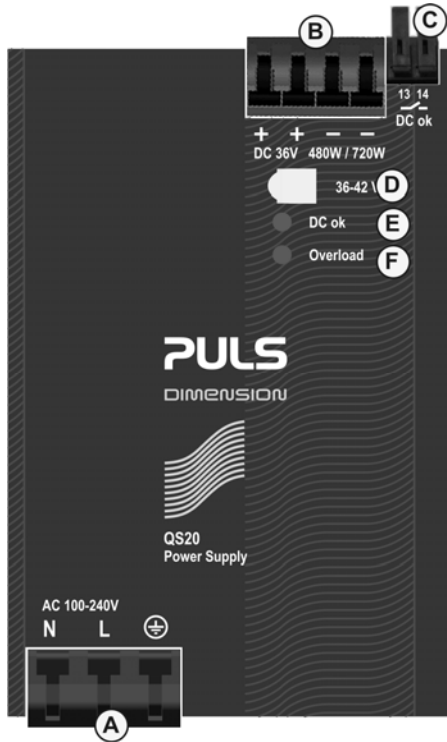 B
C
13 14
DC ok
+ + − −
DC 36V 480W / 720W
36-42 V
D
DC ok
E
Overload
F
PULS
DIMENSION
QS20
Power Supply
AC 100-240V
N L
A